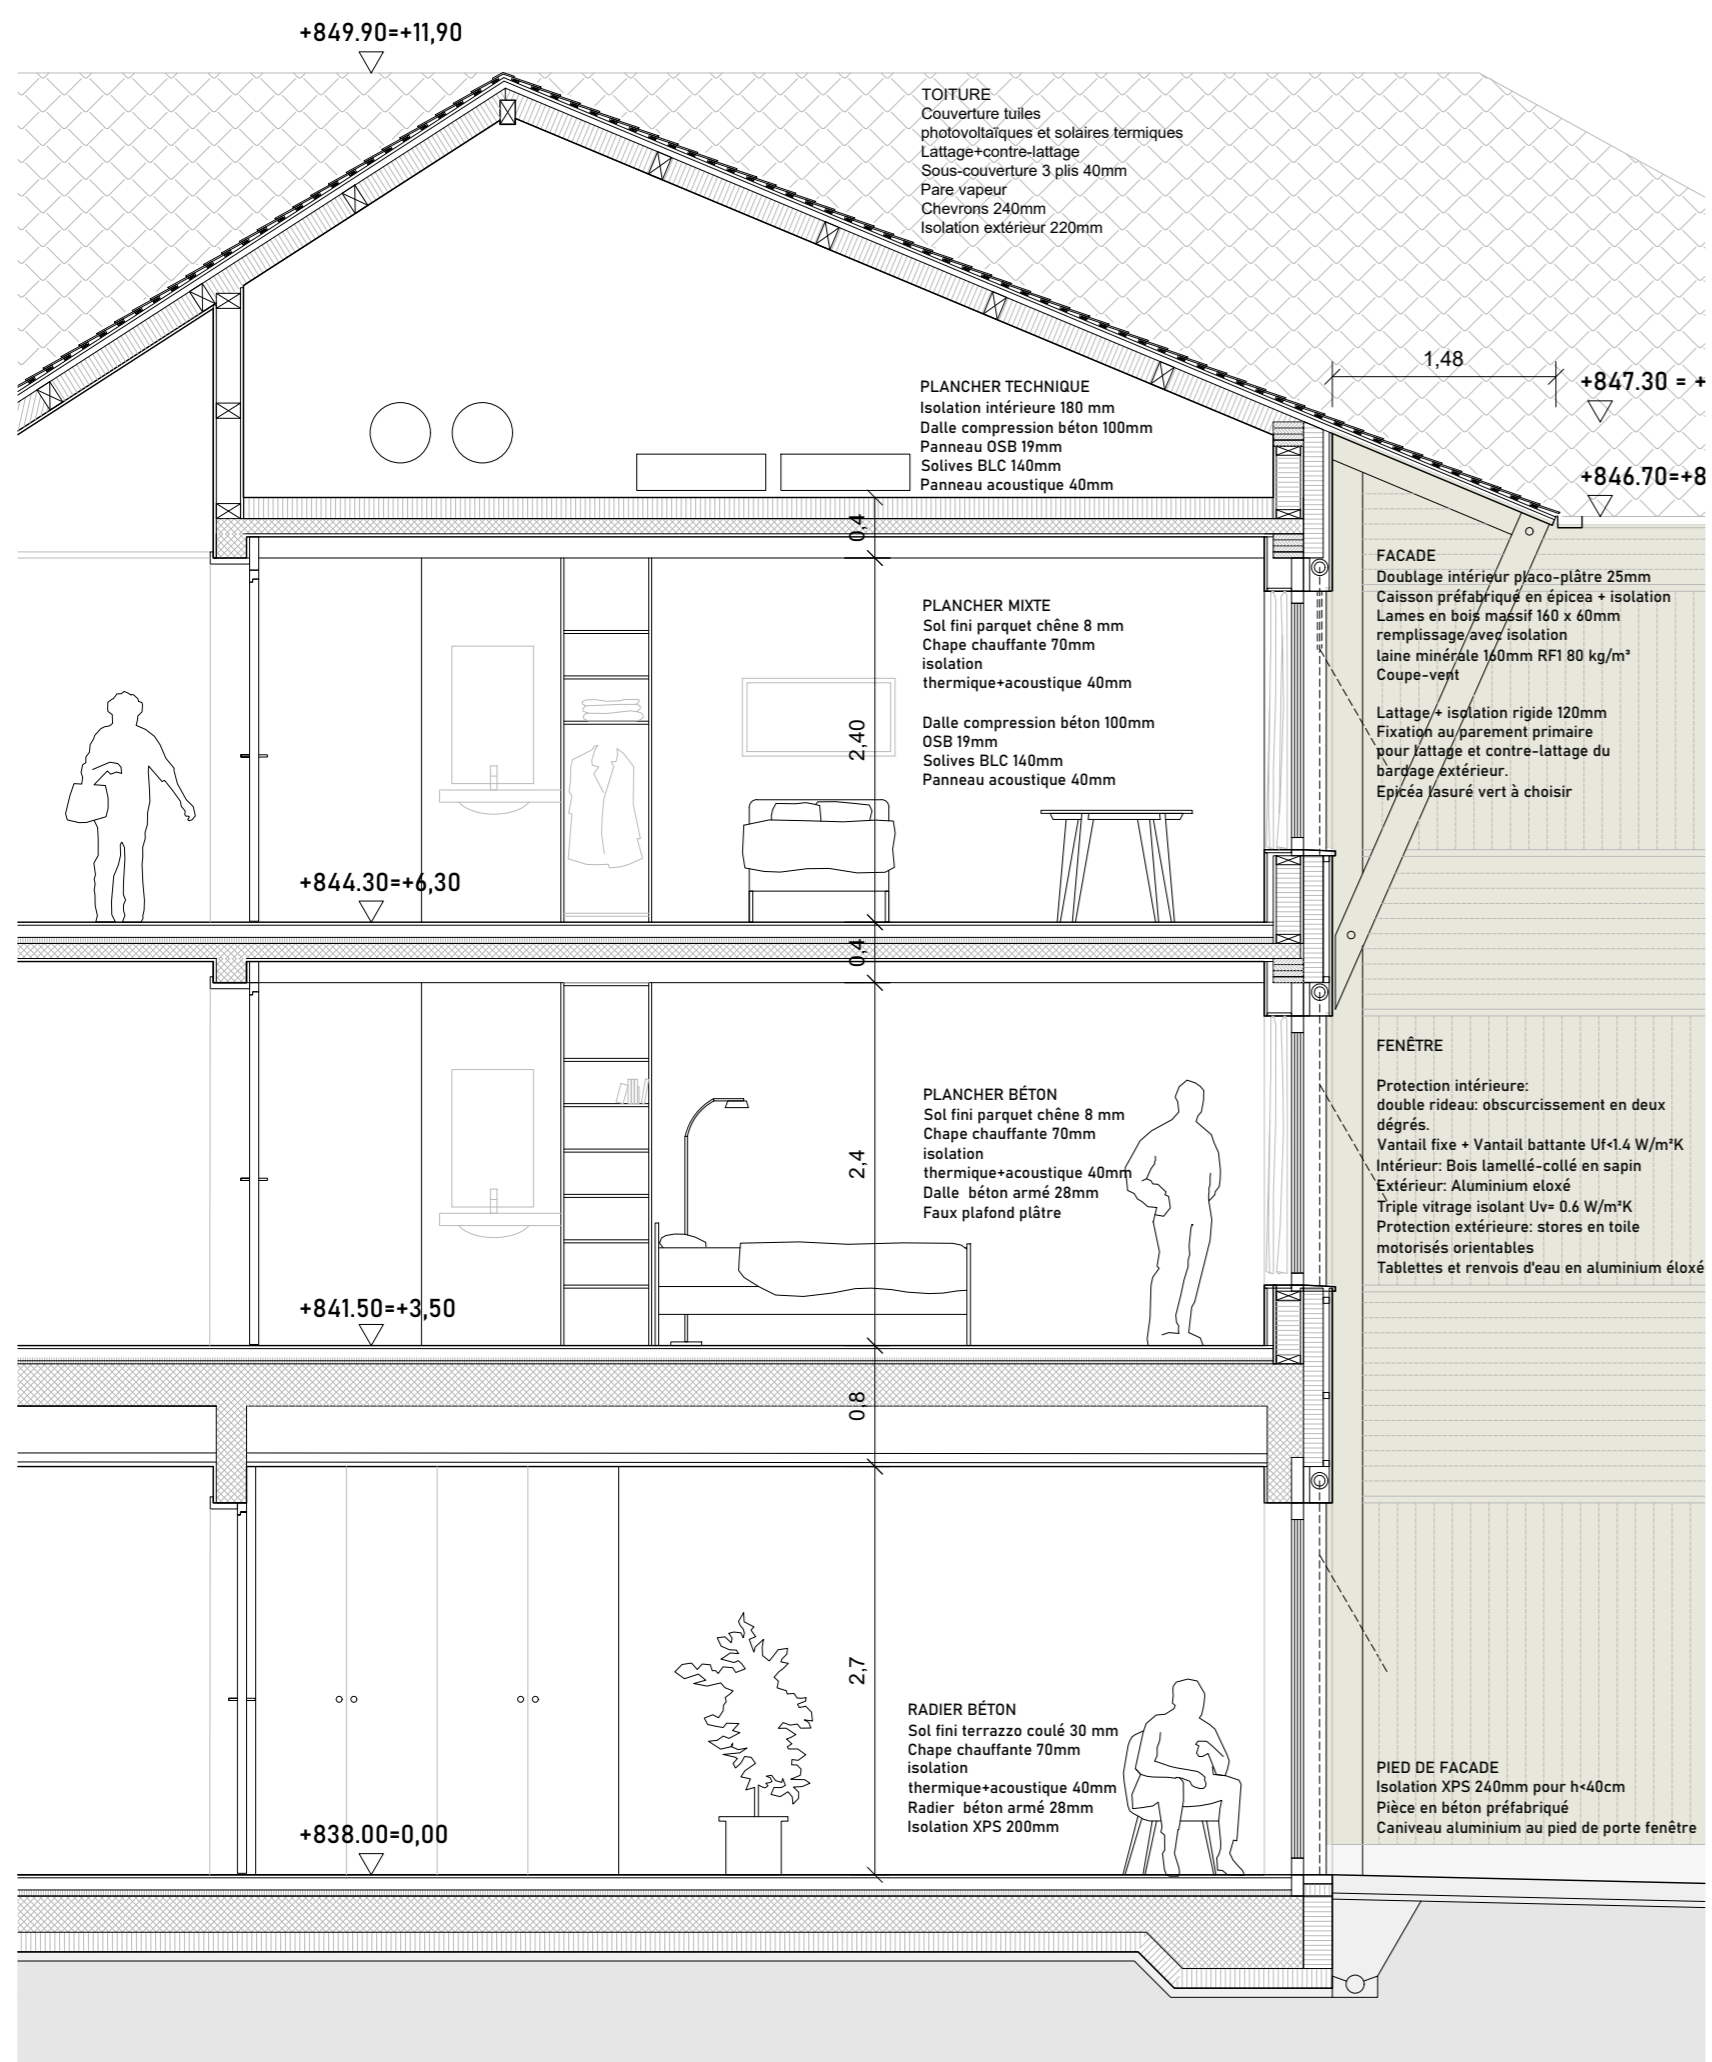 +849.90=+11,90
TOITURE
Couverture tuiles
photovoltaïques et solaires termiques
Lattage+contre-lattage
Sous-couverture 3 plis 40mm
Pare vapeur
Chevrons 240mm
Isolation extérieur 220mm
1,48
+847.30 = +
+846.70=+8
PLANCHER TECHNIQUE
Isolation intérieure 180 mm
Dalle compression béton 100mm
Panneau OSB 19mm
Solives BLC 140mm
Panneau acoustique 40mm
0,4
FACADE
Doublage intérieur placo-plâtre 25mm
Caisson préfabriqué en épicea + isolation
Lames en bois massif 160 x 60mm
remplissage avec isolation
laine minérale 160mm RF1 80 kg/m³
Coupe-vent
Lattage + isolation rigide 120mm
Fixation au parement primaire
pour lattage et contre-lattage du
bardage extérieur.
Epicéa lasuré vert à choisir
PLANCHER MIXTE
Sol fini parquet chêne 8 mm
Chape chauffante 70mm
isolation
thermique+acoustique 40mm
Dalle compression béton 100mm
OSB 19mm
Solives BLC 140mm
Panneau acoustique 40mm
2,40
+844.30=+6,30
0,4
FENÊTRE
Protection intérieure:
double rideau: obscurcissement en deux
dégrés.
Vantail fixe + Vantail battante Uf<1.4 W/m²K
Intérieur: Bois lamellé-collé en sapin
Extérieur: Aluminium eloxé
Triple vitrage isolant Uv= 0.6 W/m²K
Protection extérieure: stores en toile
motorisés orientables
Tablettes et renvois d'eau en aluminium éloxé
PLANCHER BÉTON
Sol fini parquet chêne 8 mm
Chape chauffante 70mm
isolation
thermique+acoustique 40mm
Dalle béton armé 28mm
Faux plafond plâtre
2,4
+841.50=+3,50
0,8
2,7
RADIER BÉTON
Sol fini terrazzo coulé 30 mm
Chape chauffante 70mm
isolation
thermique+acoustique 40mm
Radier béton armé 28mm
Isolation XPS 200mm
PIED DE FACADE
Isolation XPS 240mm pour h<40cm
Pièce en béton préfabriqué
Caniveau aluminium au pied de porte fenêtre
+838.00=0,00